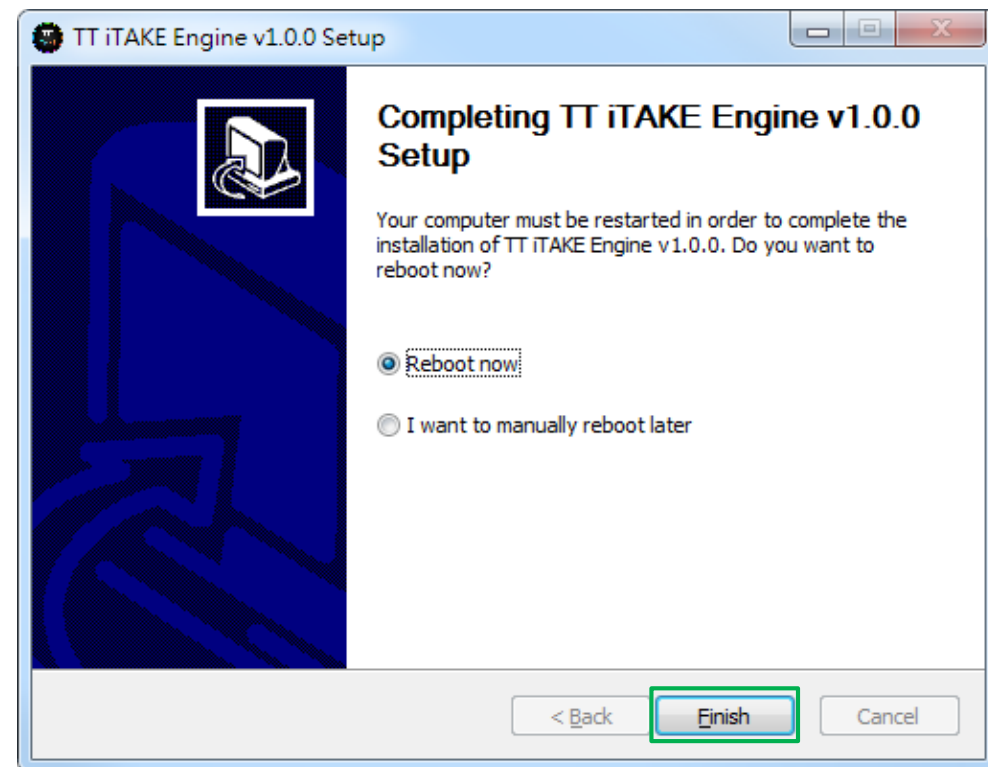 TT iTAKE Engine v1.0.0 Setup
Completing TT iTAKE Engine v1.0.0
Setup
Your computer must be restarted in order to complete the
installation of TT iTAKE Engine v1.0.0. Do you want to
reboot now?
Reboot now
I want to manually reboot later
< Back
Finish
Cancel